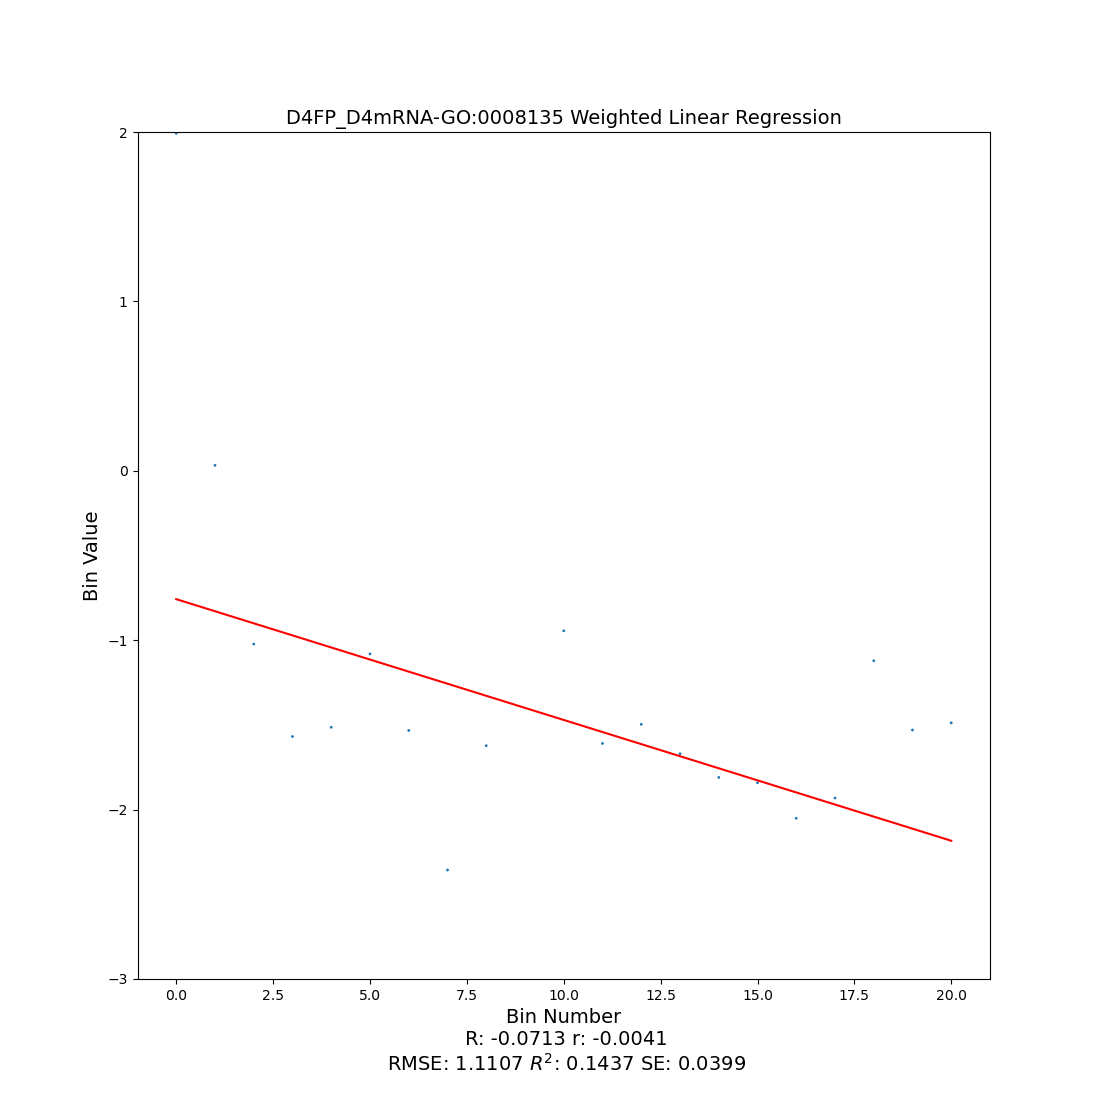 D4FP_D4mRNA-GO:0008135 Weighted Linear Regression
2
1
0
−1
−2
−3
Bin Value
0.0 2.5 5.0 7.5 10.0 12.5 15.0 17.5 20.0
Bin Number
R: -0.0713 r: -0.0041
RMSE: 1.1107 R²: 0.1437 SE: 0.0399